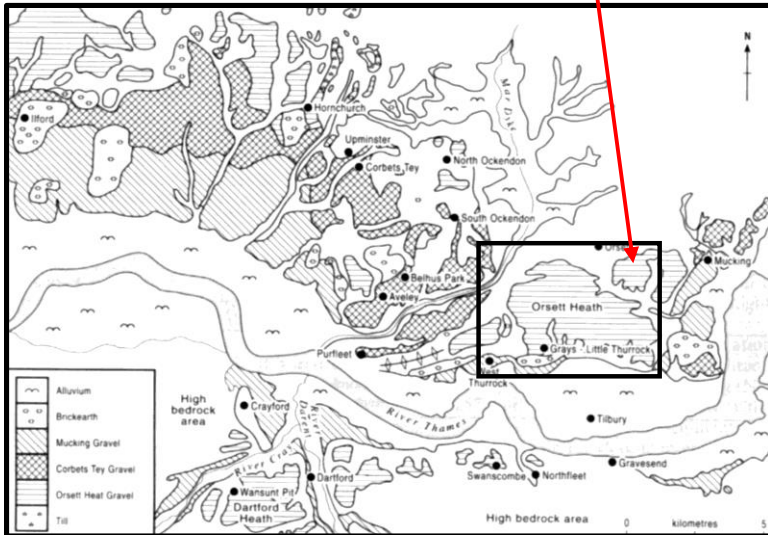 N
Mar Dike
Ilford
Hornchurch
Upminster
Corbets Tey
North Ockendon
South Ockendon
Orse
Mucking
Belhus Park
Aveley
Orsett Heath
Purfleet
Grays - Little Thurrock
West
Thurrock
Tilbury
River Thames
High
bedrock
area
Crayford
River Darent
River Cray
Dartford
Wansunt Pit
Dartford
Heath
Swanscombe
Northfleet
Gravesend
High bedrock area
0 kilometres 5
Alluvium
Brickearth
Mucking Gravel
Corbets Tey Gravel
Orsett Heat Gravel
Till